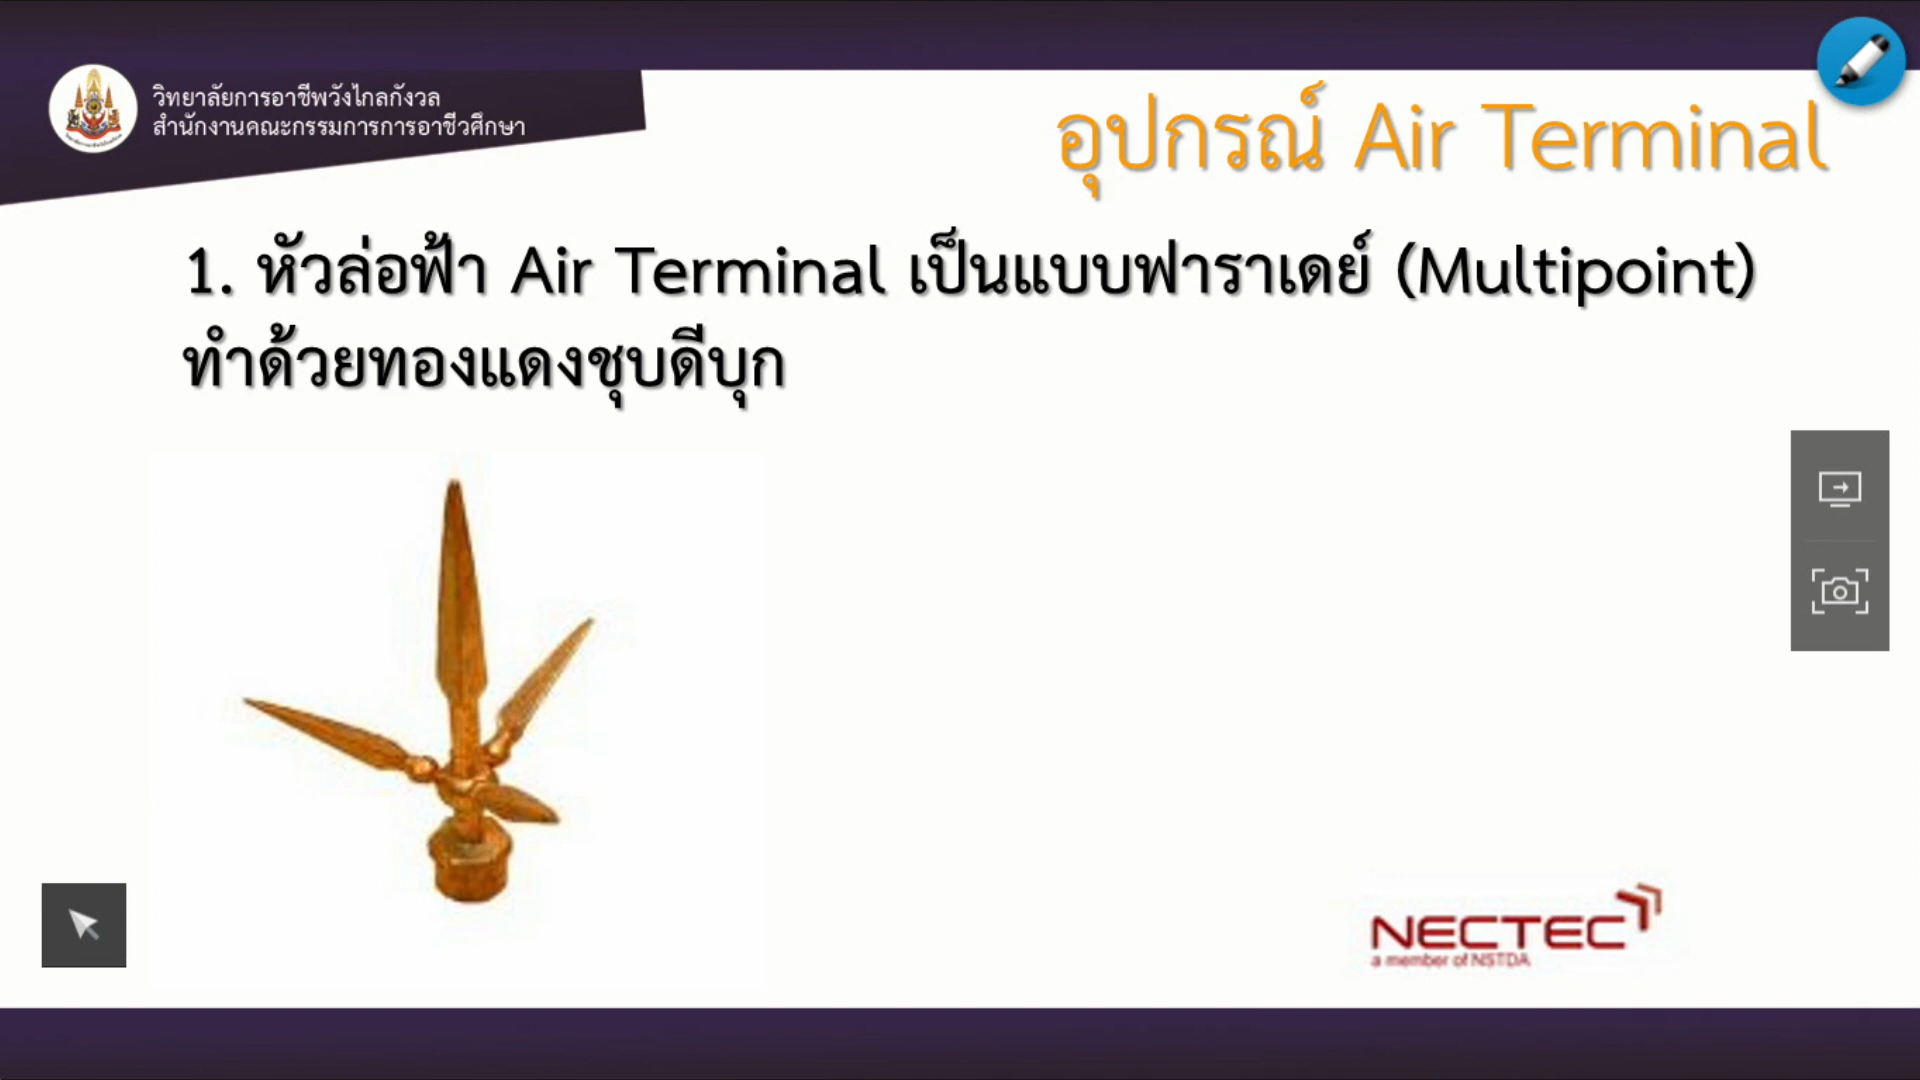 วิทยาลัยการอาชีพวังไกลกังวล
สำนักงานคณะกรรมการการอาชีวศึกษา
อุปกรณ์ Air Terminal
1. หัวล่อฟ้า Air Terminal เป็นแบบฟาราเดย์ (Multipoint)
ทำด้วยทองแดงชุบดีบุก
NECTEC
a member of NSTDA